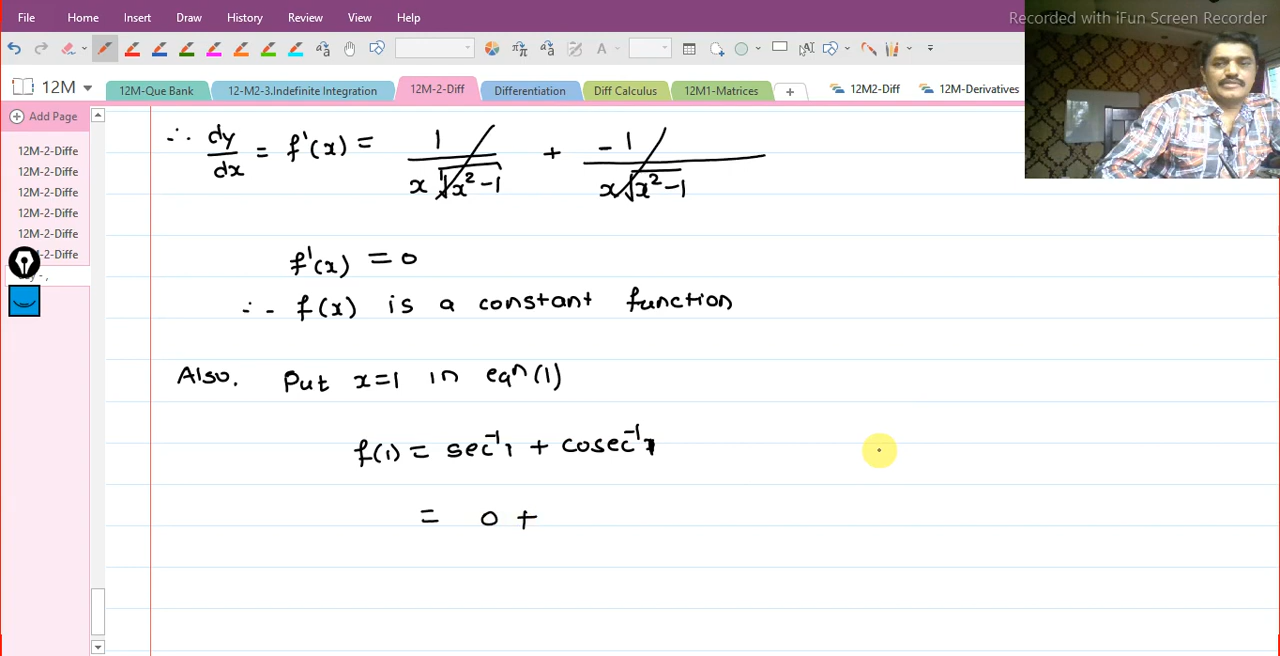 File Home Insert Draw History Review View Help
Recorded with iFun Screen Recorder
12M
12M-Que Bank 12-M2-3.Indefinite Integration 12M-2-Diff Differentiation Diff Calculus 12M1-Matrices + 12M2-Diff 12M-Derivatives
Add Page
12M-2-Diffe
12M-2-Diffe
12M-2-Diffe
12M-2-Diffe
12M-2-Diffe
∴ dy/dx = f'(x) = 1/(x√(x²-1)) + -1/(x√(x²-1))
f'(x) = 0
∴ f(x) is a constant function
Also. Put x=1 in eqn(1)
f(1) = sec⁻¹1 + cosec⁻¹1
= 0 +